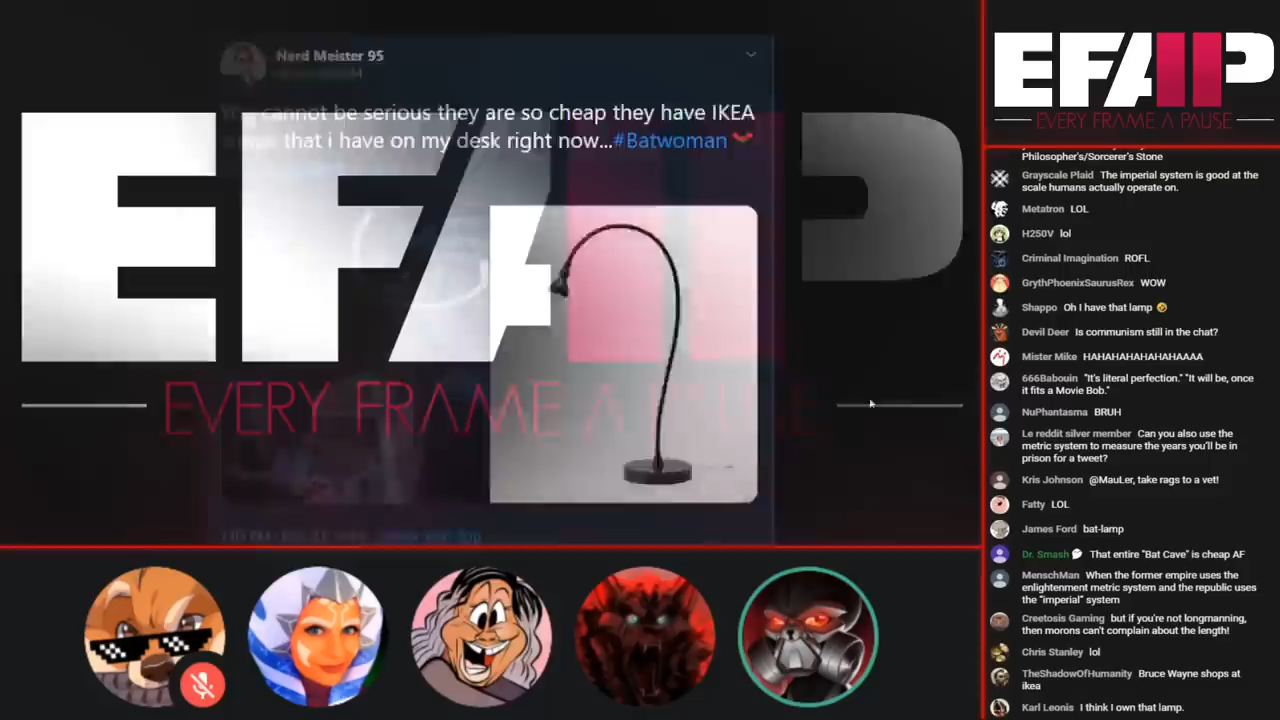 Nerd Meister 95
cannot be serious they are so cheap they have IKEA
that i have on my desk right now...#Batwoman
EFAP
EVERY FRAME A PAUSE
EFAP
EVERY FRAME A PAUSE
Philosopher's/Sorcerer's Stone
Grayscale Plaid The imperial system is good at the
scale humans actually operate on.
Metatron LOL
H250V lol
Criminal Imagination ROFL
GrythPhoenixSaurusRex WOW
Shappo Oh I have that lamp 🤣
Devil Deer Is communism still in the chat?
Mister Mike HAHAHAHAHAHAAAA
666Babouin "It's literal perfection." "It will be, once
it fits a Movie Bob."
NuPhantasma BRUH
Le reddit silver member Can you also use the
metric system to measure the years you'll be in
prison for a tweet?
Kris Johnson @MauLer, take rags to a vet!
Fatty LOL
James Ford bat-lamp
Dr. Smash That entire "Bat Cave" is cheap AF
MenschMan When the former empire uses the
enlightenment metric system and the republic uses
the "imperial" system
Creetosis Gaming but if you're not longmanning,
then morons can't complain about the length!
Chris Stanley lol
TheShadowOfHumanity Bruce Wayne shops at
ikea
Karl Leonis I think I own that lamp.